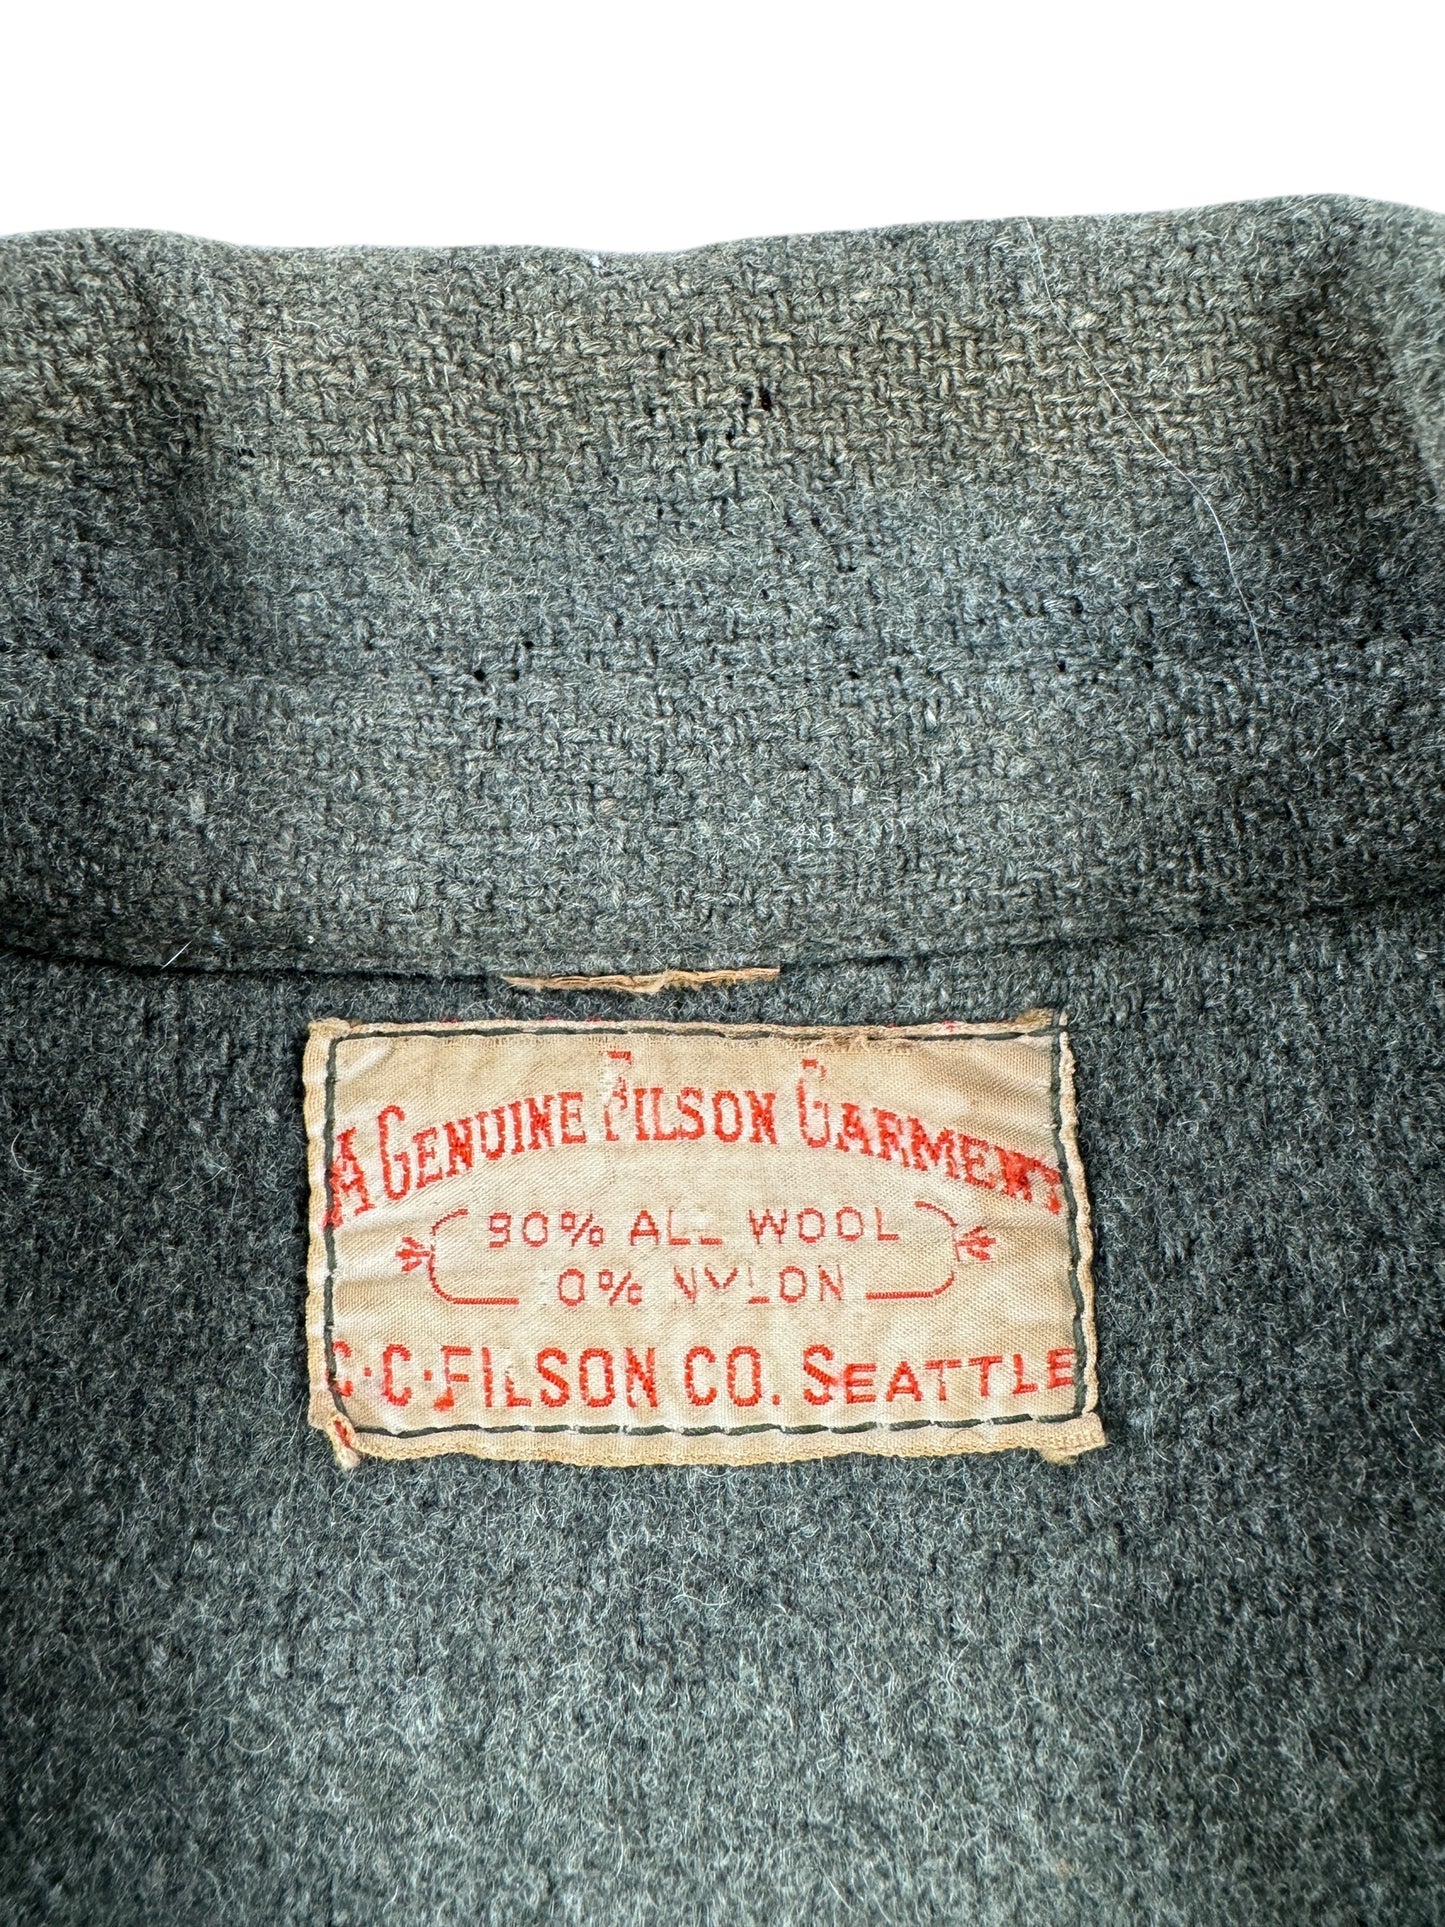 A GENUINE FILSON GARMENT
90% ALL WOOL
0% NYLON
C·C·FILSON CO. SEATTLE